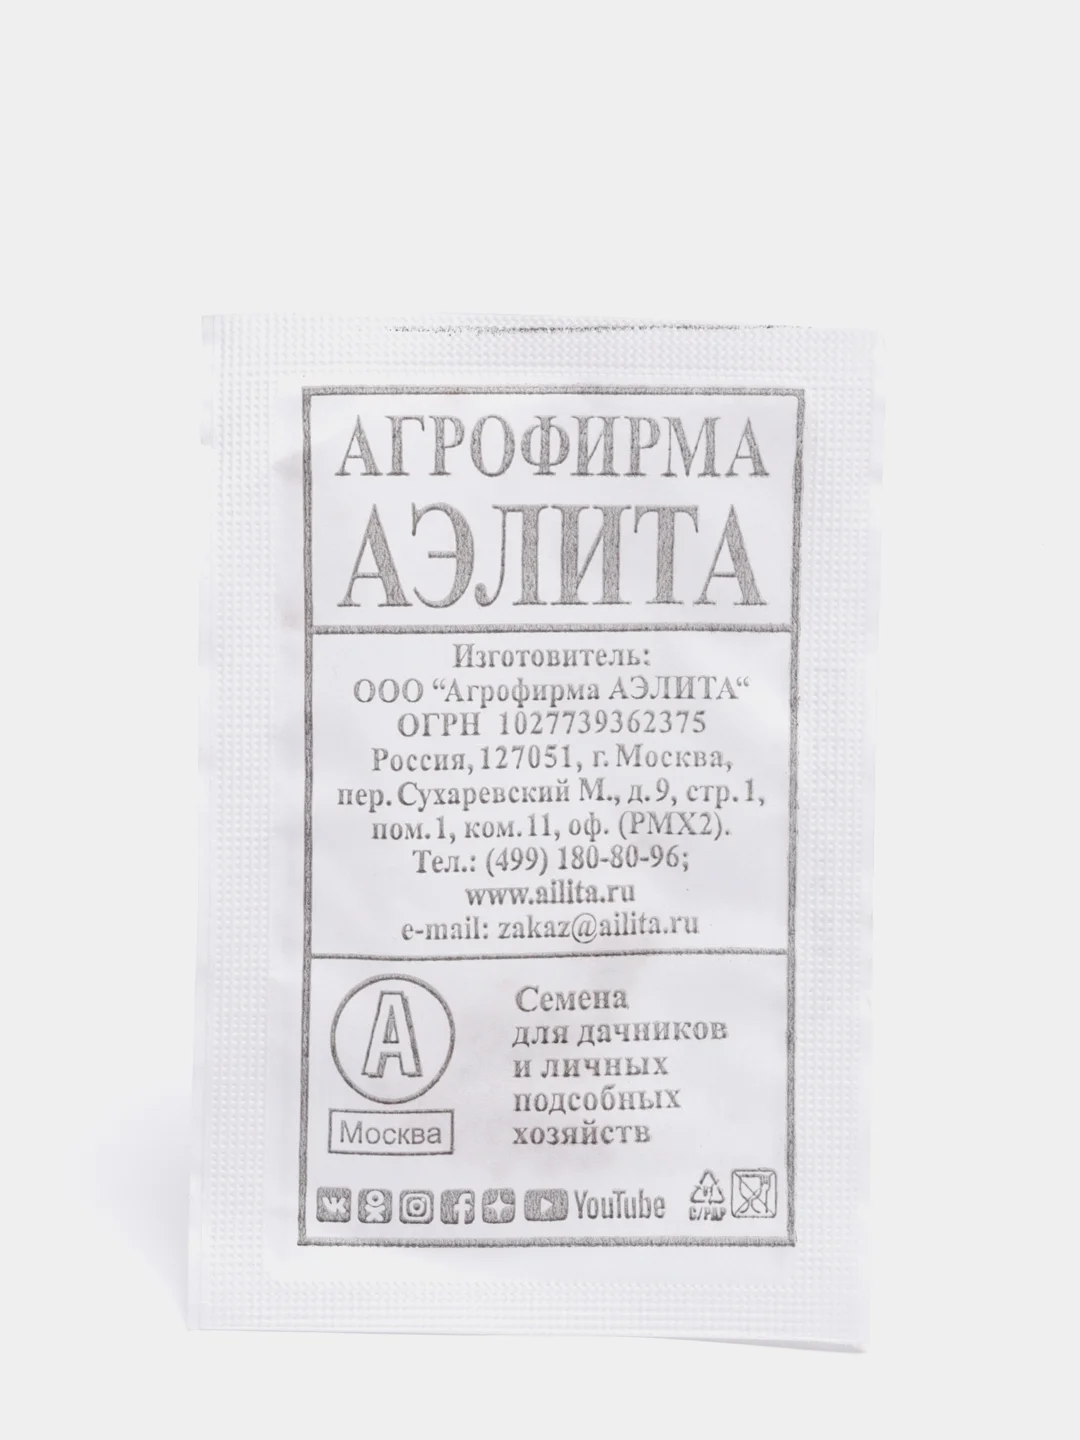 АГРОФИРМА
АЭЛИТА
Изготовитель:
ООО “Агрофирма АЭЛИТА“
ОГРН 1027739362375
Россия, 127051, г. Москва,
пер. Сухаревский М., д. 9, стр. 1,
пом. 1, ком. 11, оф. (РМХ2).
Тел.: (499) 180-80-96;
www.ailita.ru
e-mail: zakaz@ailita.ru
А
Москва
Семена
для дачников
и личных
подсобных
хозяйств
YouTube
C/PAP